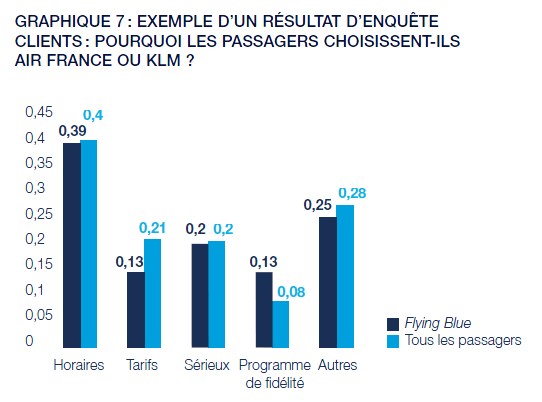 GRAPHIQUE 7 : EXEMPLE D'UN RÉSULTAT D'ENQUÊTE
CLIENTS : POURQUOI LES PASSAGERS CHOISISSENT-ILS
AIR FRANCE OU KLM ?
0,45
0,4
0,35
0,3
0,25
0,2
0,15
0,1
0,05
0
0,39
0,4
0,13
0,21
0,2
0,2
0,13
0,08
0,25
0,28
Horaires
Tarifs
Sérieux
Programme
de fidélité
Autres
Flying Blue
Tous les passagers